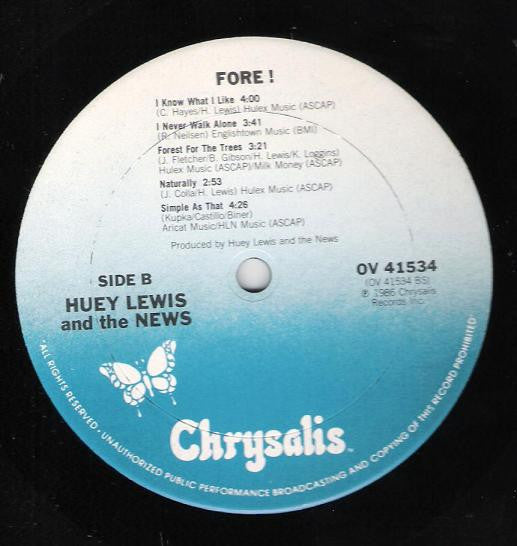 FORE !
I Know What I Like 4:00
(C. Hayes/H. Lewis) Hulex Music (ASCAP)
I Never Walk Alone 3:41
(R. Neilsen) Englishtown Music (BMI)
Forest For The Trees 3:21
(J. Fletcher/B. Gibson/H. Lewis/K. Loggins)
Hulex Music (ASCAP)/Milk Money (ASCAP)
Naturally 2:53
(J. Colla/H. Lewis) Hulex Music (ASCAP)
Simple As That 4:26
(Kupka/Castillo/Biner)
Aricat Music/HLN Music (ASCAP)
Produced by Huey Lewis and the News
SIDE B
HUEY LEWIS
and the NEWS
OV 41534
(OV 41534 BS)
℗ 1986 Chrysalis
Records Inc.
Chrysalis™
·ALL RIGHTS RESERVED · UNAUTHORIZED PUBLIC PERFORMANCE BROADCASTING AND COPYING OF THIS RECORD PROHIBITED·